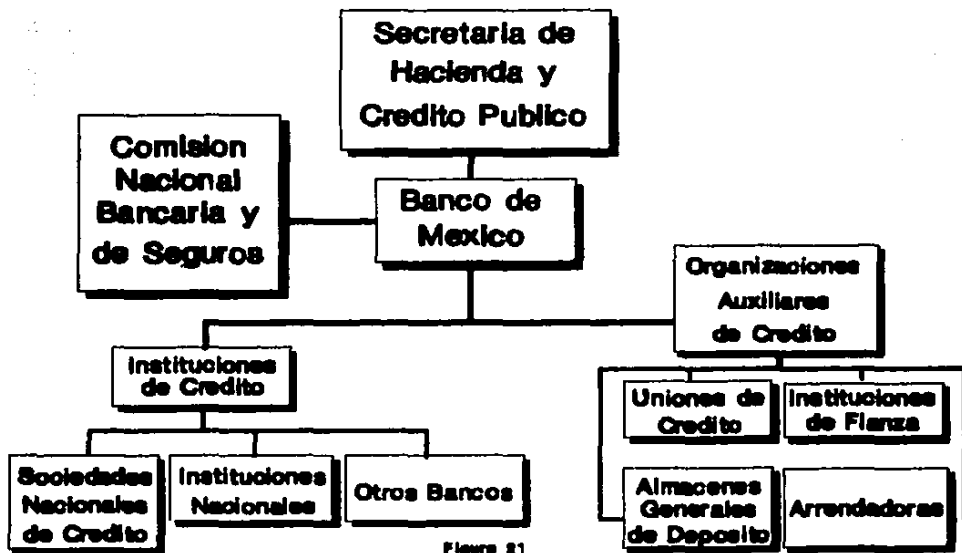 Secretaria de
Hacienda y
Credito Publico
Comision
Nacional
Bancaria y
de Seguros
Banco de
Mexico
Organizaciones
Auxiliares
de Credito
Instituciones
de Credito
Uniones de
Credito
Instituciones
de Fianza
Sociedades
Nacionales
de Credito
Instituciones
Nacionales
Otros Bancos
Almacenes
Generales
de Deposito
Arrendadoras
Figura 21